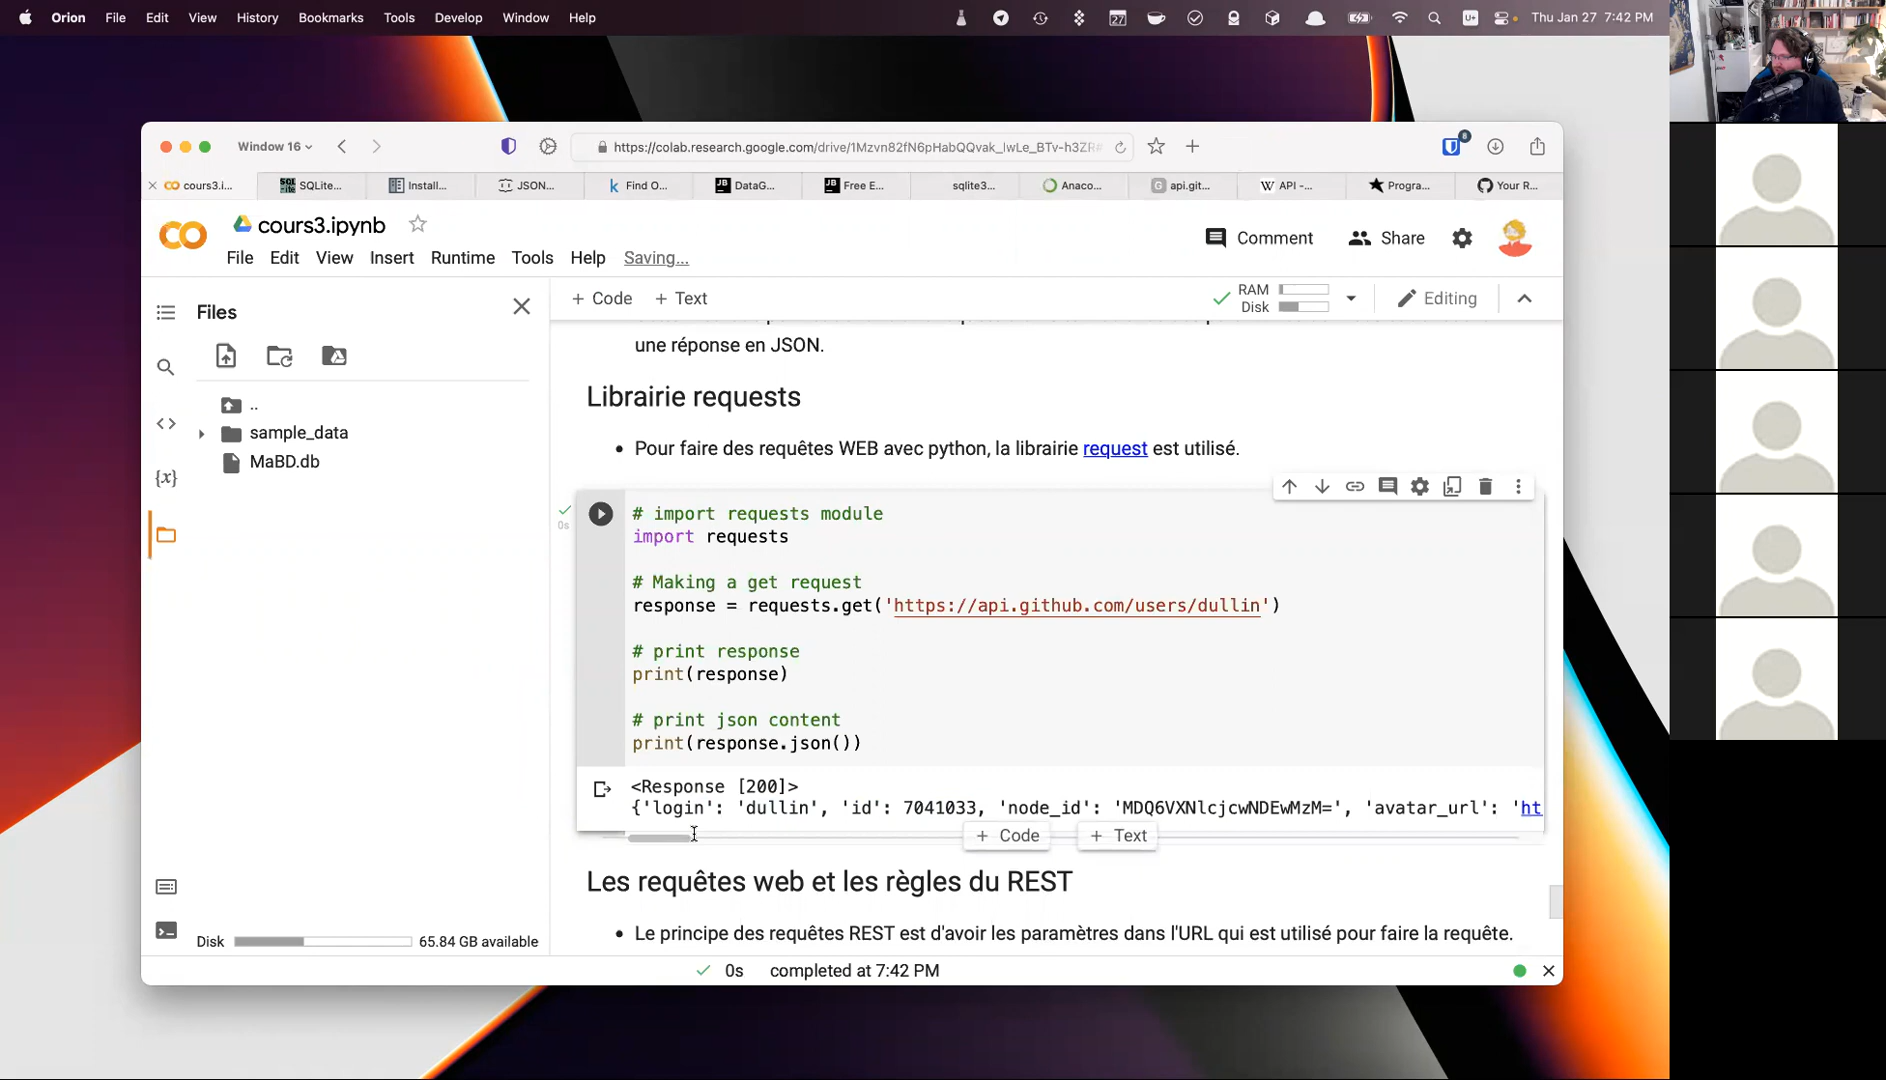 Orion File Edit View History Bookmarks Tools Develop Window Help
27 U+ Thu Jan 27 7:42 PM
Window 16
https://colab.research.google.com/drive/1Mzvn82fN6pHabQQvak_lwLe_BTv-h3ZR#
8
cours3.i... SQLite... Install... JSON... Find O... DataG... Free E... sqlite3... Anaco... api.git... API -... Progra... Your R...
cours3.ipynb
Comment Share
File Edit View Insert Runtime Tools Help Saving...
Files
+ Code + Text
RAM
Disk
Editing
..
sample_data
MaBD.db
{x}
une réponse en JSON.
Librairie requests
• Pour faire des requêtes WEB avec python, la librairie request est utilisé.
0s
# import requests module
import requests
# Making a get request
response = requests.get('https://api.github.com/users/dullin')
# print response
print(response)
# print json content
print(response.json())
<Response [200]>
{'login': 'dullin', 'id': 7041033, 'node_id': 'MDQ6VXNlcjcwNDEwMzM=', 'avatar_url': 'ht
+ Code + Text
Les requêtes web et les règles du REST
• Le principe des requêtes REST est d'avoir les paramètres dans l'URL qui est utilisé pour faire la requête.
Disk 65.84 GB available
0s completed at 7:42 PM